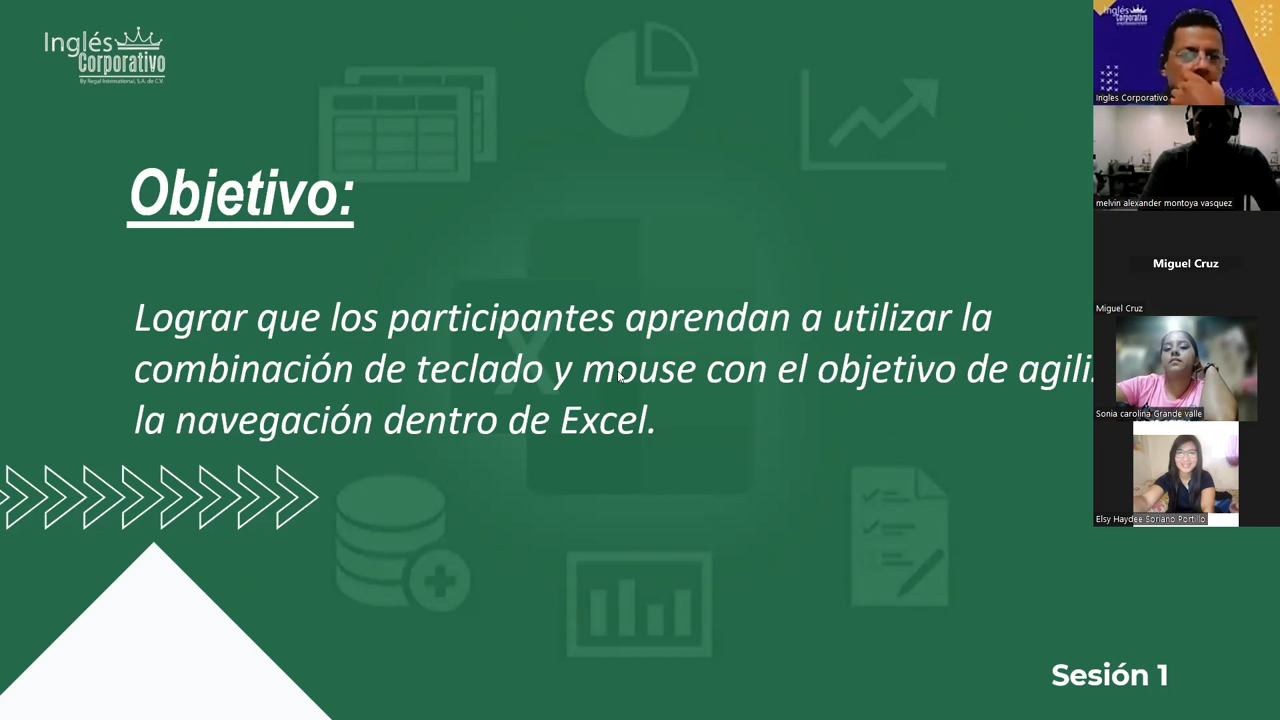 Inglés
Corporativo
By Regal International, S.A. de C.V.
Objetivo:
Lograr que los participantes aprendan a utilizar la
combinación de teclado y mouse con el objetivo de
la navegación dentro de Excel.
Sesión 1
Inglés
Corporativo
Ingles Corporativo
melvin alexander montoya vasquez
Miguel Cruz
Miguel Cruz
Sonia carolina Grande valle
Elsy Haydee Soriano Portillo